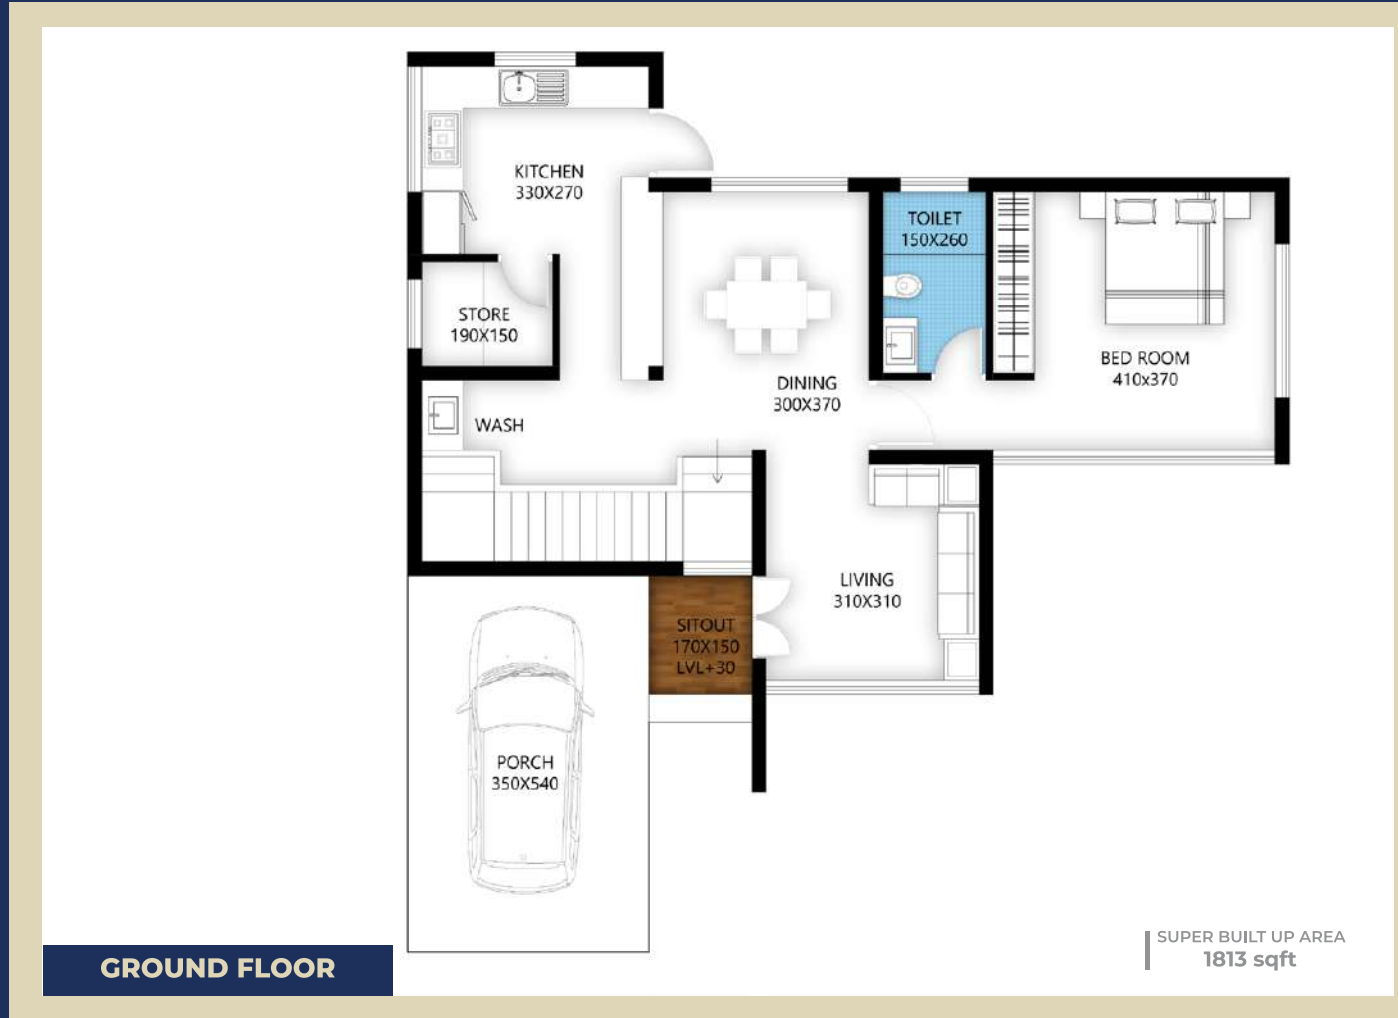 KITCHEN
330X270
TOILET
150X260
STORE
190X150
BED ROOM
410x370
DINING
300X370
WASH
LIVING
310X310
SITOUT
170X150
LVL+30
PORCH
350X540
GROUND FLOOR
SUPER BUILT UP AREA
1813 sqft